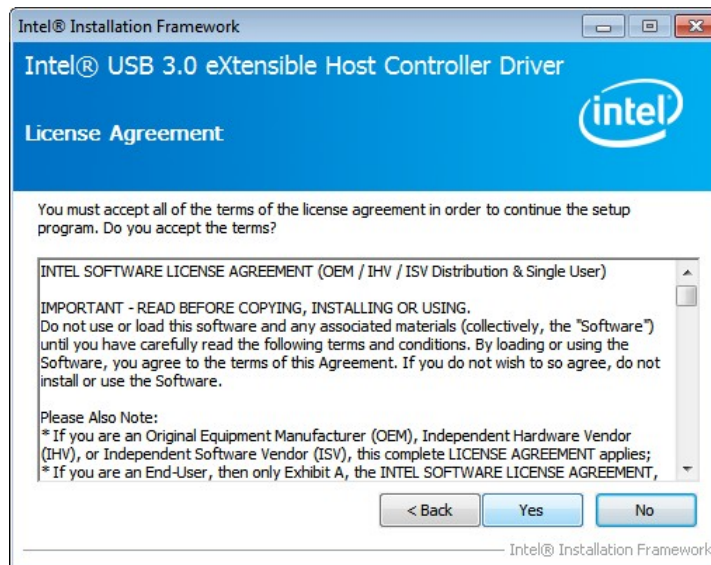 Intel® Installation Framework
Intel® USB 3.0 eXtensible Host Controller Driver
intel
License Agreement
You must accept all of the terms of the license agreement in order to continue the setup
program. Do you accept the terms?
INTEL SOFTWARE LICENSE AGREEMENT (OEM / IHV / ISV Distribution & Single User)
IMPORTANT - READ BEFORE COPYING, INSTALLING OR USING.
Do not use or load this software and any associated materials (collectively, the "Software")
until you have carefully read the following terms and conditions. By loading or using the
Software, you agree to the terms of this Agreement. If you do not wish to so agree, do not
install or use the Software.
Please Also Note:
* If you are an Original Equipment Manufacturer (OEM), Independent Hardware Vendor
(IHV), or Independent Software Vendor (ISV), this complete LICENSE AGREEMENT applies;
* If you are an End-User, then only Exhibit A, the INTEL SOFTWARE LICENSE AGREEMENT,
< Back
Yes
No
Intel® Installation Framework